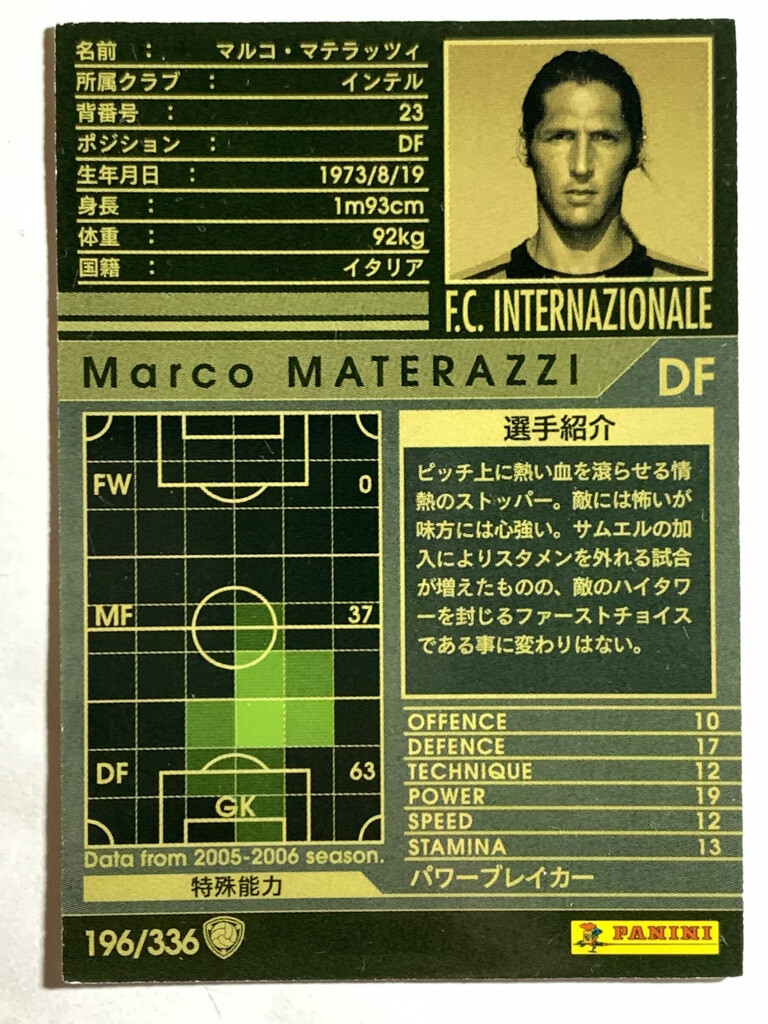 名前 : マルコ・マテラッツィ
所属クラブ : インテル
背番号 : 23
ポジション : DF
生年月日 : 1973/8/19
身長 : 1m93cm
体重 : 92kg
国籍 : イタリア
F.C. INTERNAZIONALE
Marco MATERAZZI DF
FW 0
MF 37
DF 63
GK
Data from 2005-2006 season.
選手紹介
ピッチ上に熱い血を滾らせる情
熱のストッパー。敵には怖いが
味方には心強い。サムエルの加
入によりスタメンを外れる試合
が増えたものの、敵のハイタワ
ーを封じるファーストチョイス
である事に変わりはない。
OFFENCE 10
DEFENCE 17
TECHNIQUE 12
POWER 19
SPEED 12
STAMINA 13
特殊能力 パワーブレイカー
196/336
PANINI